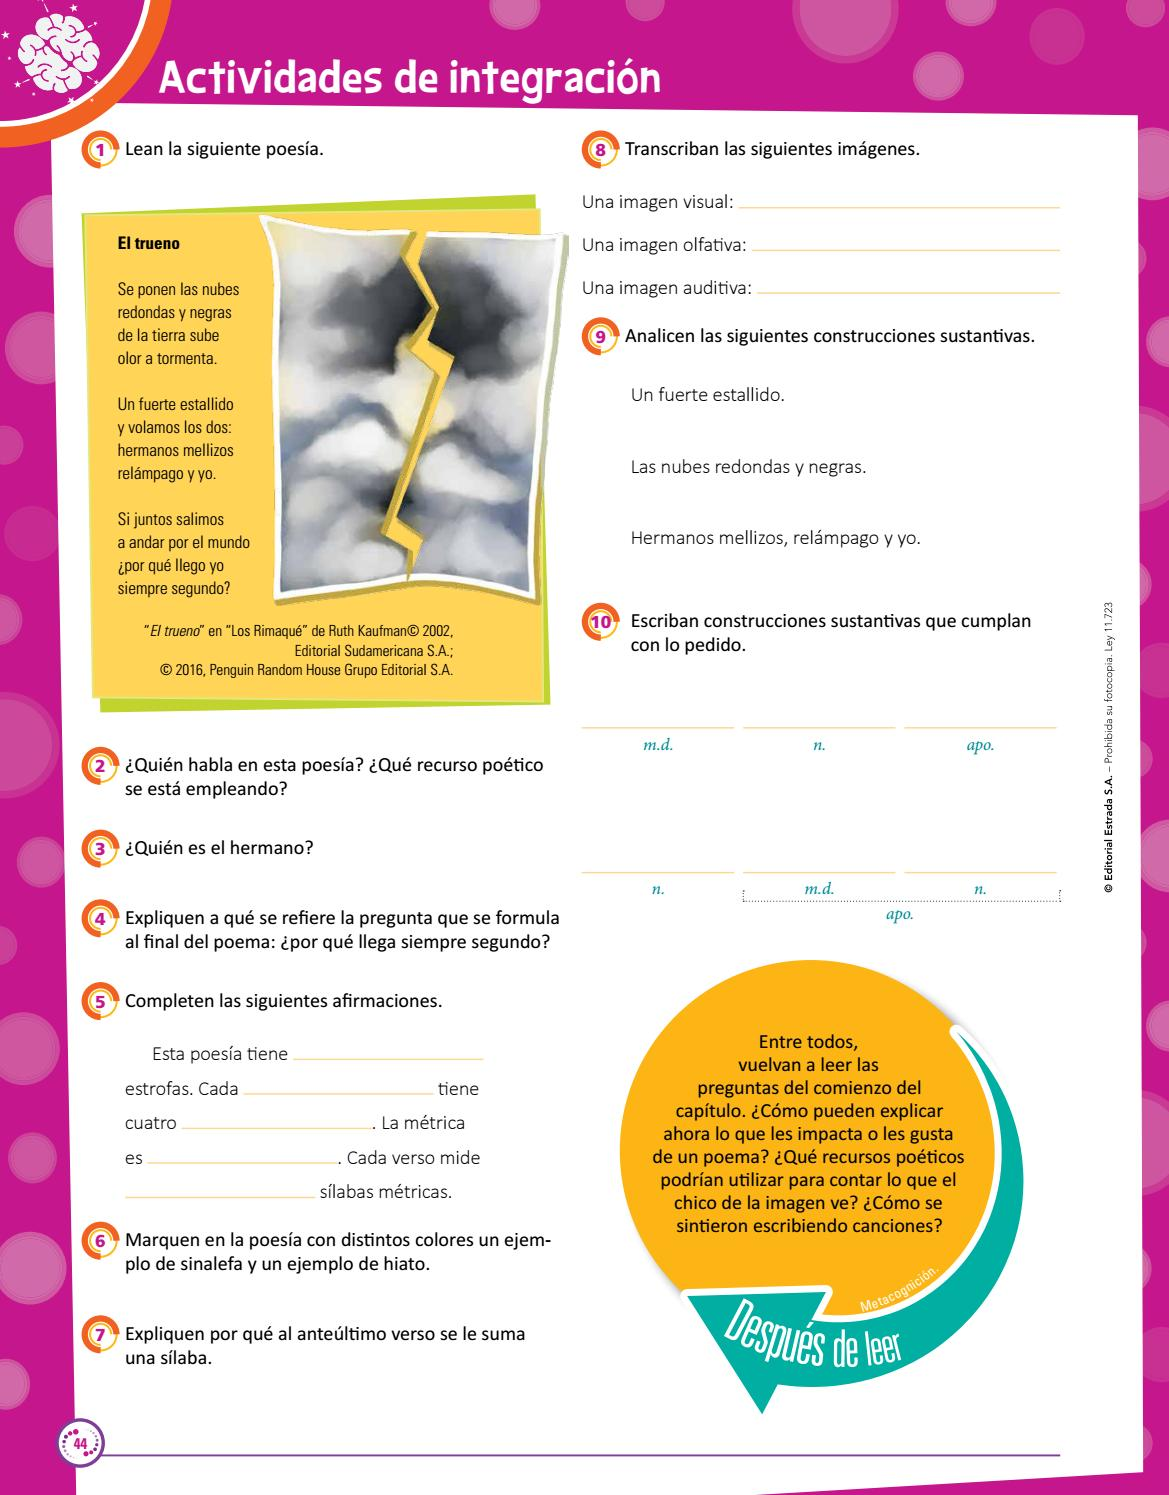 Actividades de integración
1 Lean la siguiente poesía.
El trueno
Se ponen las nubes
redondas y negras
de la tierra sube
olor a tormenta.
Un fuerte estallido
y volamos los dos:
hermanos mellizos
relámpago y yo.
Si juntos salimos
a andar por el mundo
¿por qué llego yo
siempre segundo?
“El trueno” en “Los Rimaqué” de Ruth Kaufman© 2002,
Editorial Sudamericana S.A.;
© 2016, Penguin Random House Grupo Editorial S.A.
2 ¿Quién habla en esta poesía? ¿Qué recurso poético
se está empleando?
3 ¿Quién es el hermano?
4 Expliquen a qué se refiere la pregunta que se formula
al final del poema: ¿por qué llega siempre segundo?
5 Completen las siguientes afirmaciones.
Esta poesía tiene
estrofas. Cada tiene
cuatro . La métrica
es . Cada verso mide
sílabas métricas.
6 Marquen en la poesía con distintos colores un ejem-
plo de sinalefa y un ejemplo de hiato.
7 Expliquen por qué al anteúltimo verso se le suma
una sílaba.
8 Transcriban las siguientes imágenes.
Una imagen visual:
Una imagen olfativa:
Una imagen auditiva:
9 Analicen las siguientes construcciones sustantivas.
Un fuerte estallido.
Las nubes redondas y negras.
Hermanos mellizos, relámpago y yo.
10 Escriban construcciones sustantivas que cumplan
con lo pedido.
m.d. n. apo.
n. m.d. n.
apo.
Entre todos,
vuelvan a leer las
preguntas del comienzo del
capítulo. ¿Cómo pueden explicar
ahora lo que les impacta o les gusta
de un poema? ¿Qué recursos poéticos
podrían utilizar para contar lo que el
chico de la imagen ve? ¿Cómo se
sintieron escribiendo canciones?
Metacognición.
Después de leer
© Editorial Estrada S.A. – Prohibida su fotocopia. Ley 11.723
44